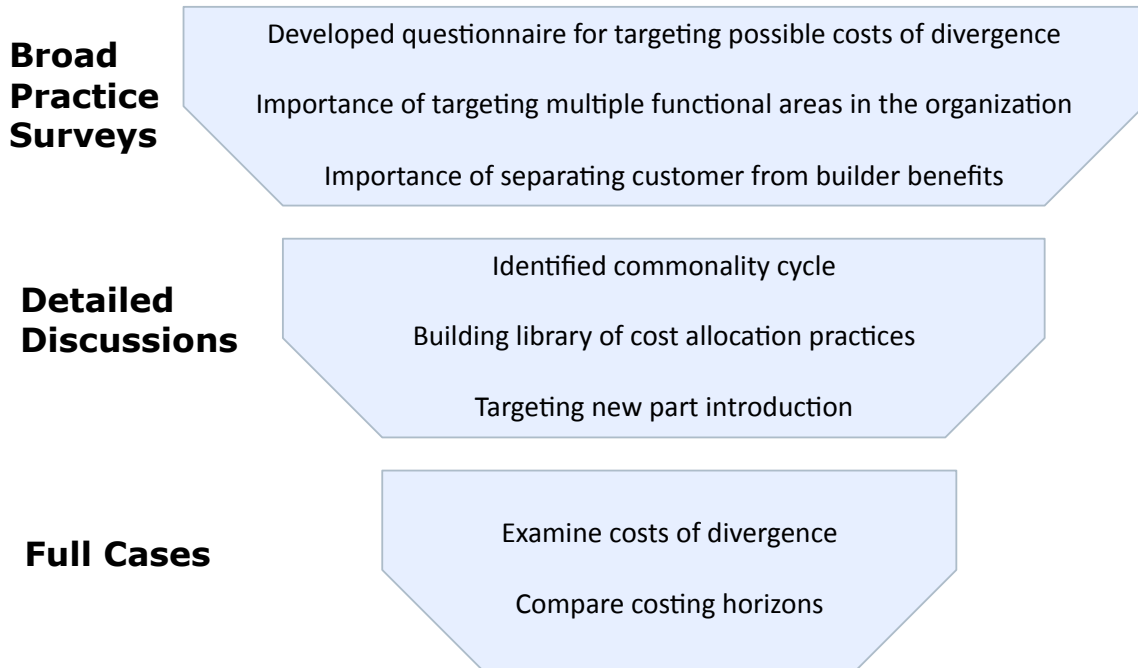 Broad
Practice
Surveys
Developed questionnaire for targeting possible costs of divergence
Importance of targeting multiple functional areas in the organization
Importance of separating customer from builder benefits
Detailed
Discussions
Identified commonality cycle
Building library of cost allocation practices
Targeting new part introduction
Full Cases
Examine costs of divergence
Compare costing horizons